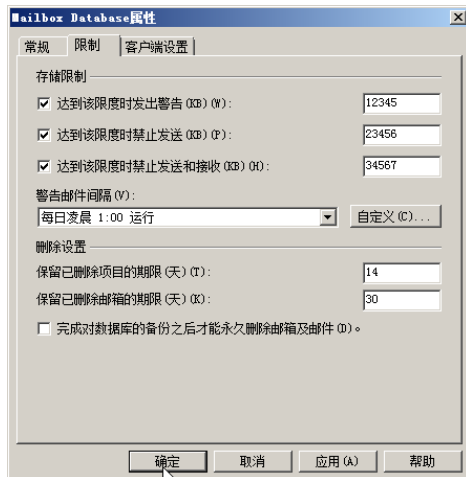 Mailbox Database属性
常规 限制 客户端设置
存储限制
达到该限度时发出警告(KB)(W): 12345
达到该限度时禁止发送(KB)(P): 23456
达到该限度时禁止发送和接收(KB)(H): 34567
警告邮件间隔(V):
每日凌晨 1:00 运行 自定义(C)...
删除设置
保留已删除项目的期限(天)(T): 14
保留已删除邮箱的期限(天)(K): 30
完成对数据库的备份之后才能永久删除邮箱及邮件(D)。
确定 取消 应用(A) 帮助